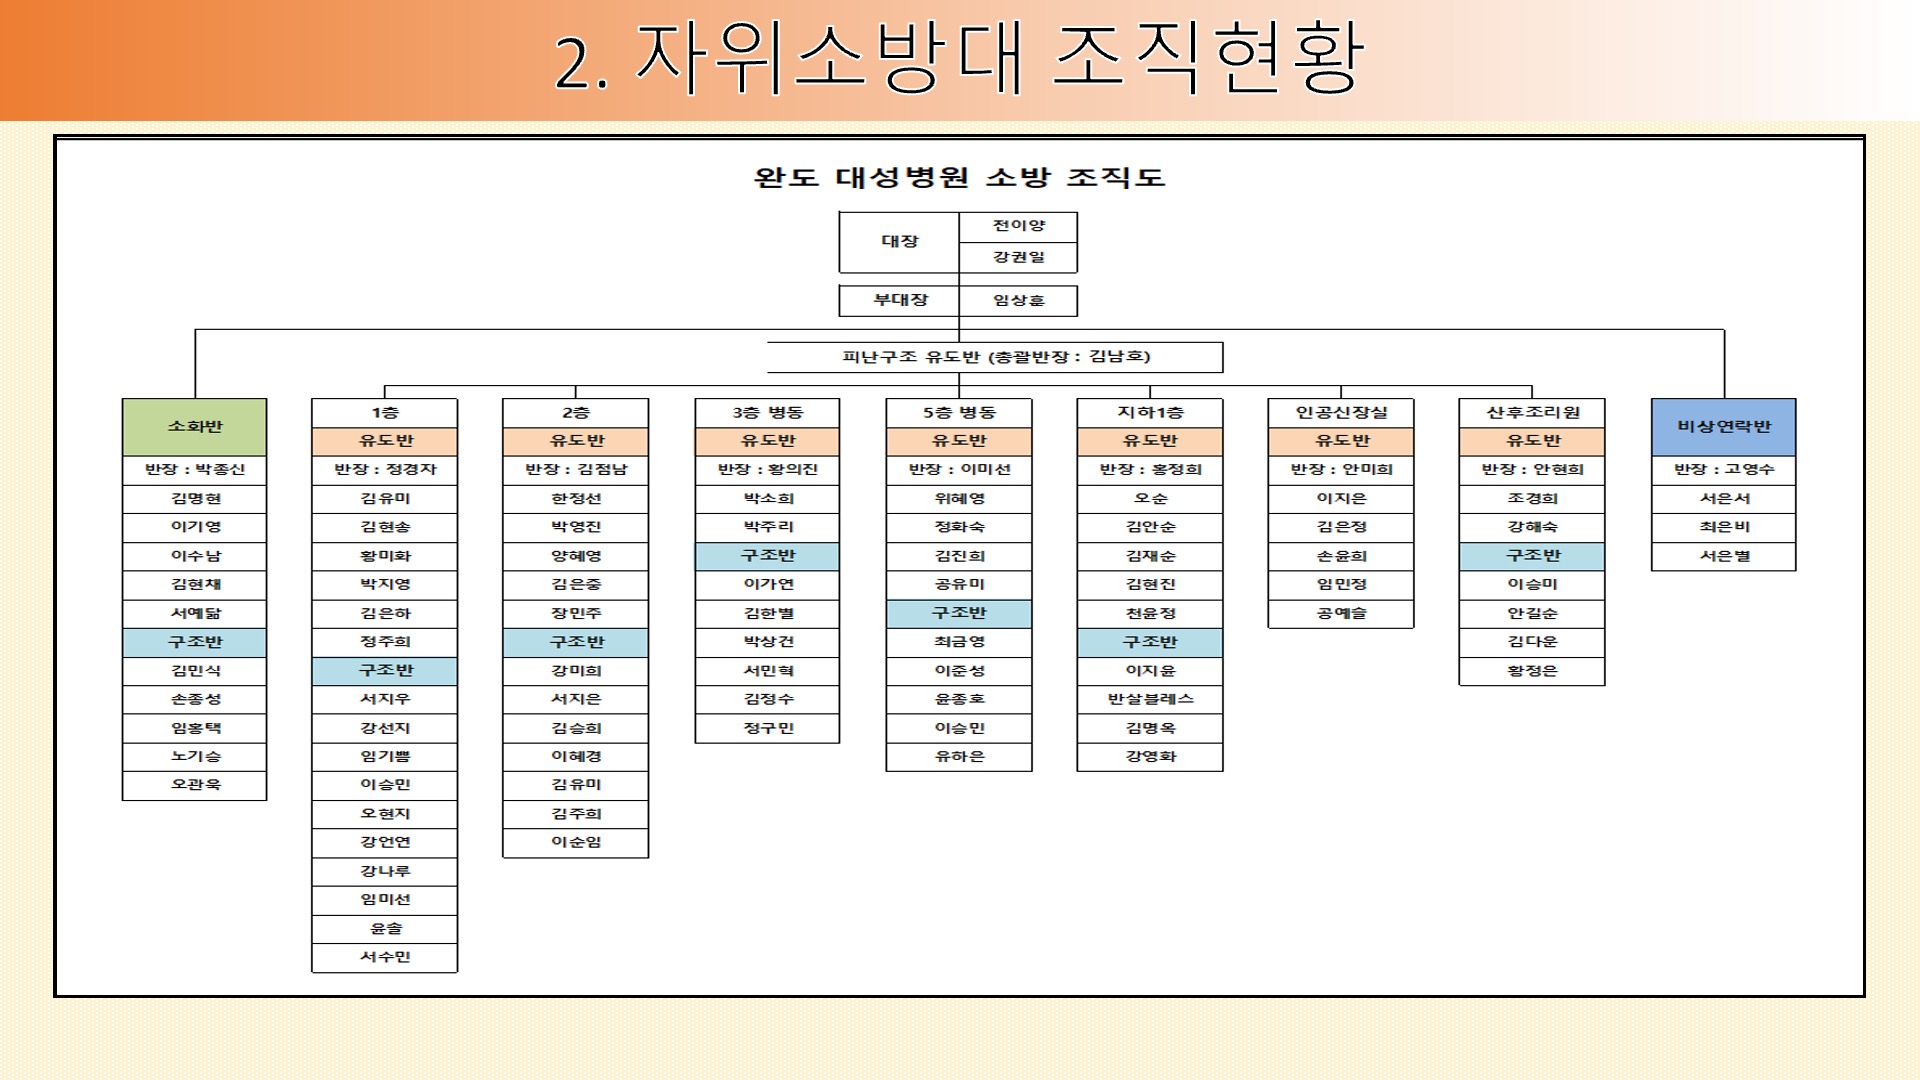 2. 자위소방대 조직현황
완도 대성병원 소방 조직도
대장
전이양
강권일
부대장
임상훈
피난구조 유도반 (총괄반장 : 김남호)
소화반
반장 : 박종신
김명현
이기영
이수남
김현채
서예닮
구조반
김민식
손종성
임홍택
노기승
오관욱
1층
유도반
반장 : 정경자
김유미
김현송
황미화
박지영
김은하
정주희
구조반
서지우
강선지
임기쁨
이승민
오현지
강언연
강나루
임미선
윤솔
서수민
2층
유도반
반장 : 김점남
한정선
박영진
양혜영
김은중
장민주
구조반
강미희
서지은
김승희
이혜경
김유미
김주희
이순임
3층 병동
유도반
반장 : 황의진
박소희
박주리
구조반
이가연
김한별
박상건
서민혁
김정수
정구민
5층 병동
유도반
반장 : 이미선
위혜영
정화숙
김진희
공유미
구조반
최금영
이준성
윤종호
이승민
유하은
지하1층
유도반
반장 : 홍정희
오순
김안순
김재순
김현진
천윤정
구조반
이지윤
반살블레스
김명옥
강영화
인공신장실
유도반
반장 : 안미희
이지은
김은정
손윤희
임민정
공예슬
산후조리원
유도반
반장 : 안현희
조경희
강해숙
구조반
이승미
안길순
김다운
황정은
비상연락반
반장 : 고영수
서은서
최은비
서은별